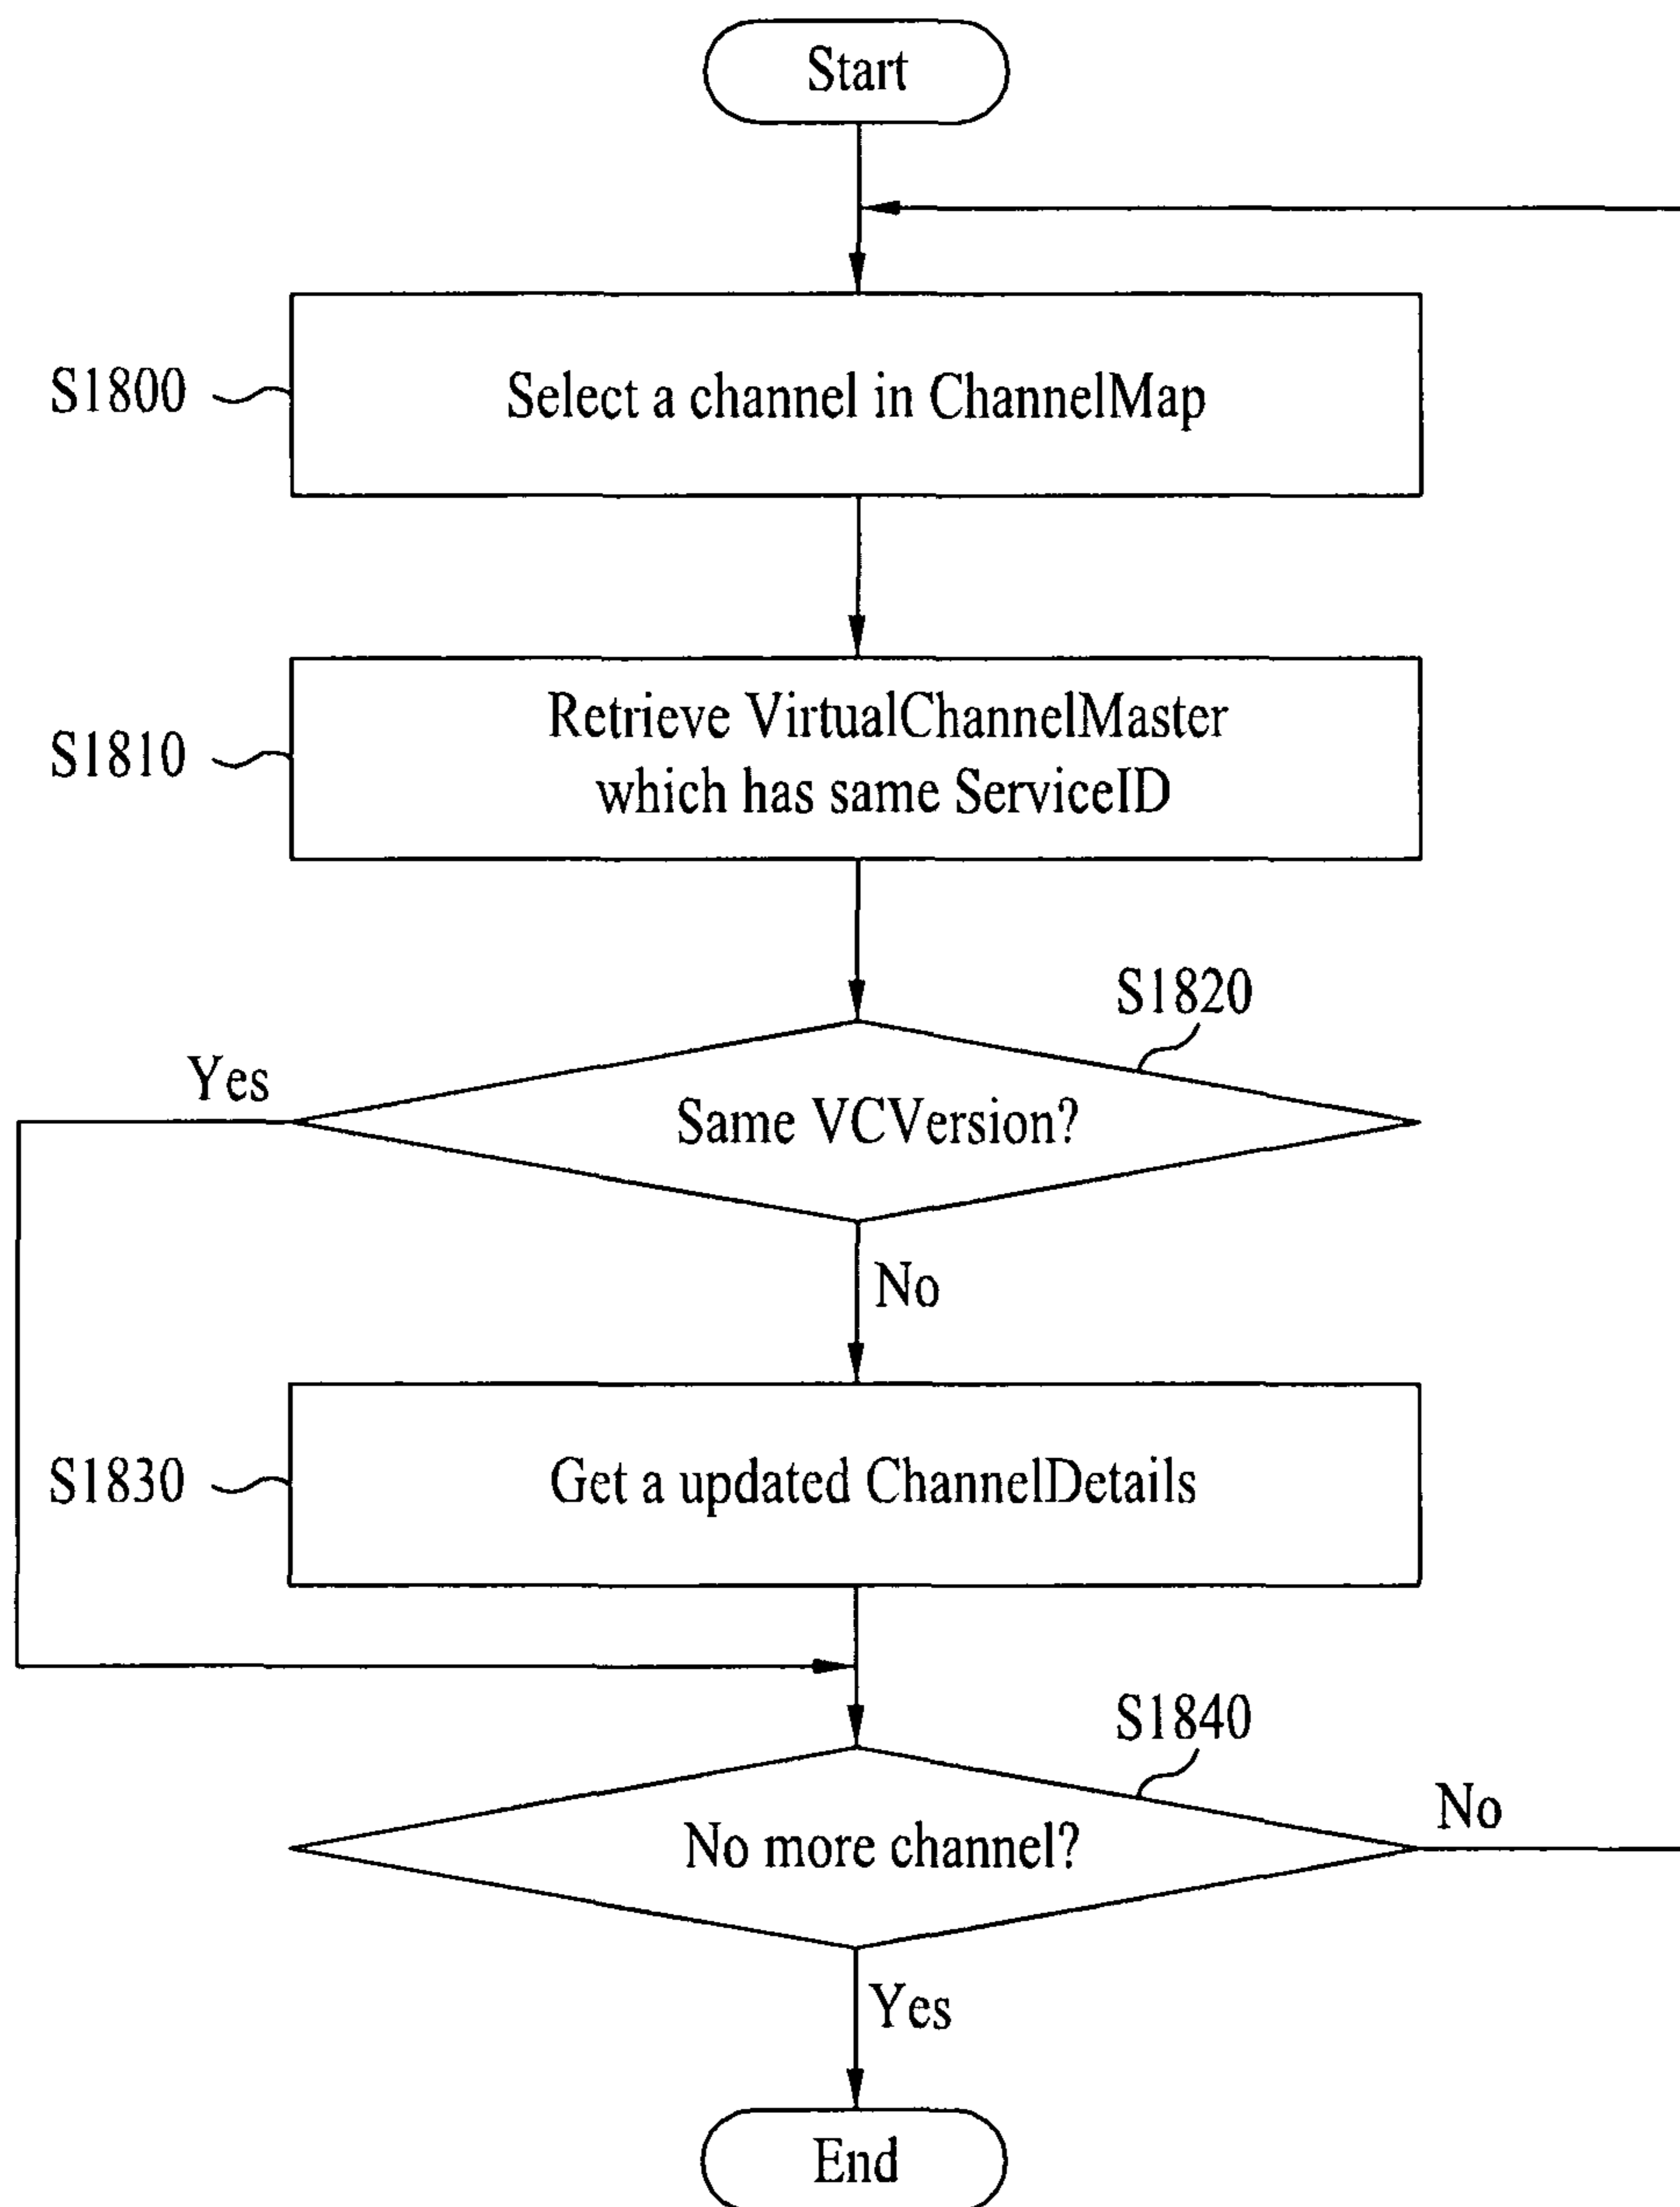 Start
S1800
Select a channel in ChannelMap
S1810
Retrieve VirtualChannelMaster
which has same ServiceID
S1820
Yes
Same VCVersion?
No
S1830
Get a updated ChannelDetails
S1840
No
No more channel?
Yes
End